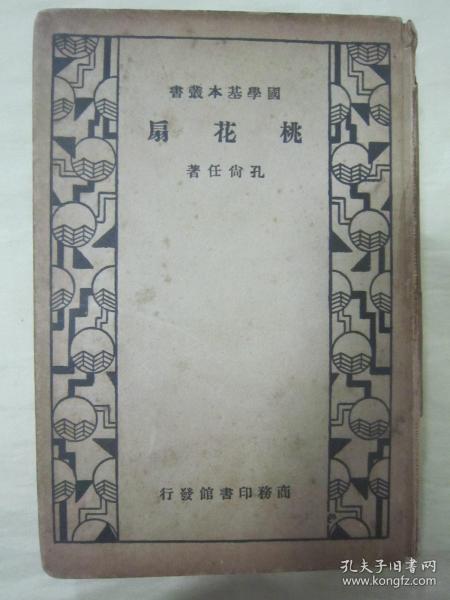 國學基本叢書
桃花扇
孔尚任著
商務印書館發行
孔夫子旧书网
www.kongfz.com